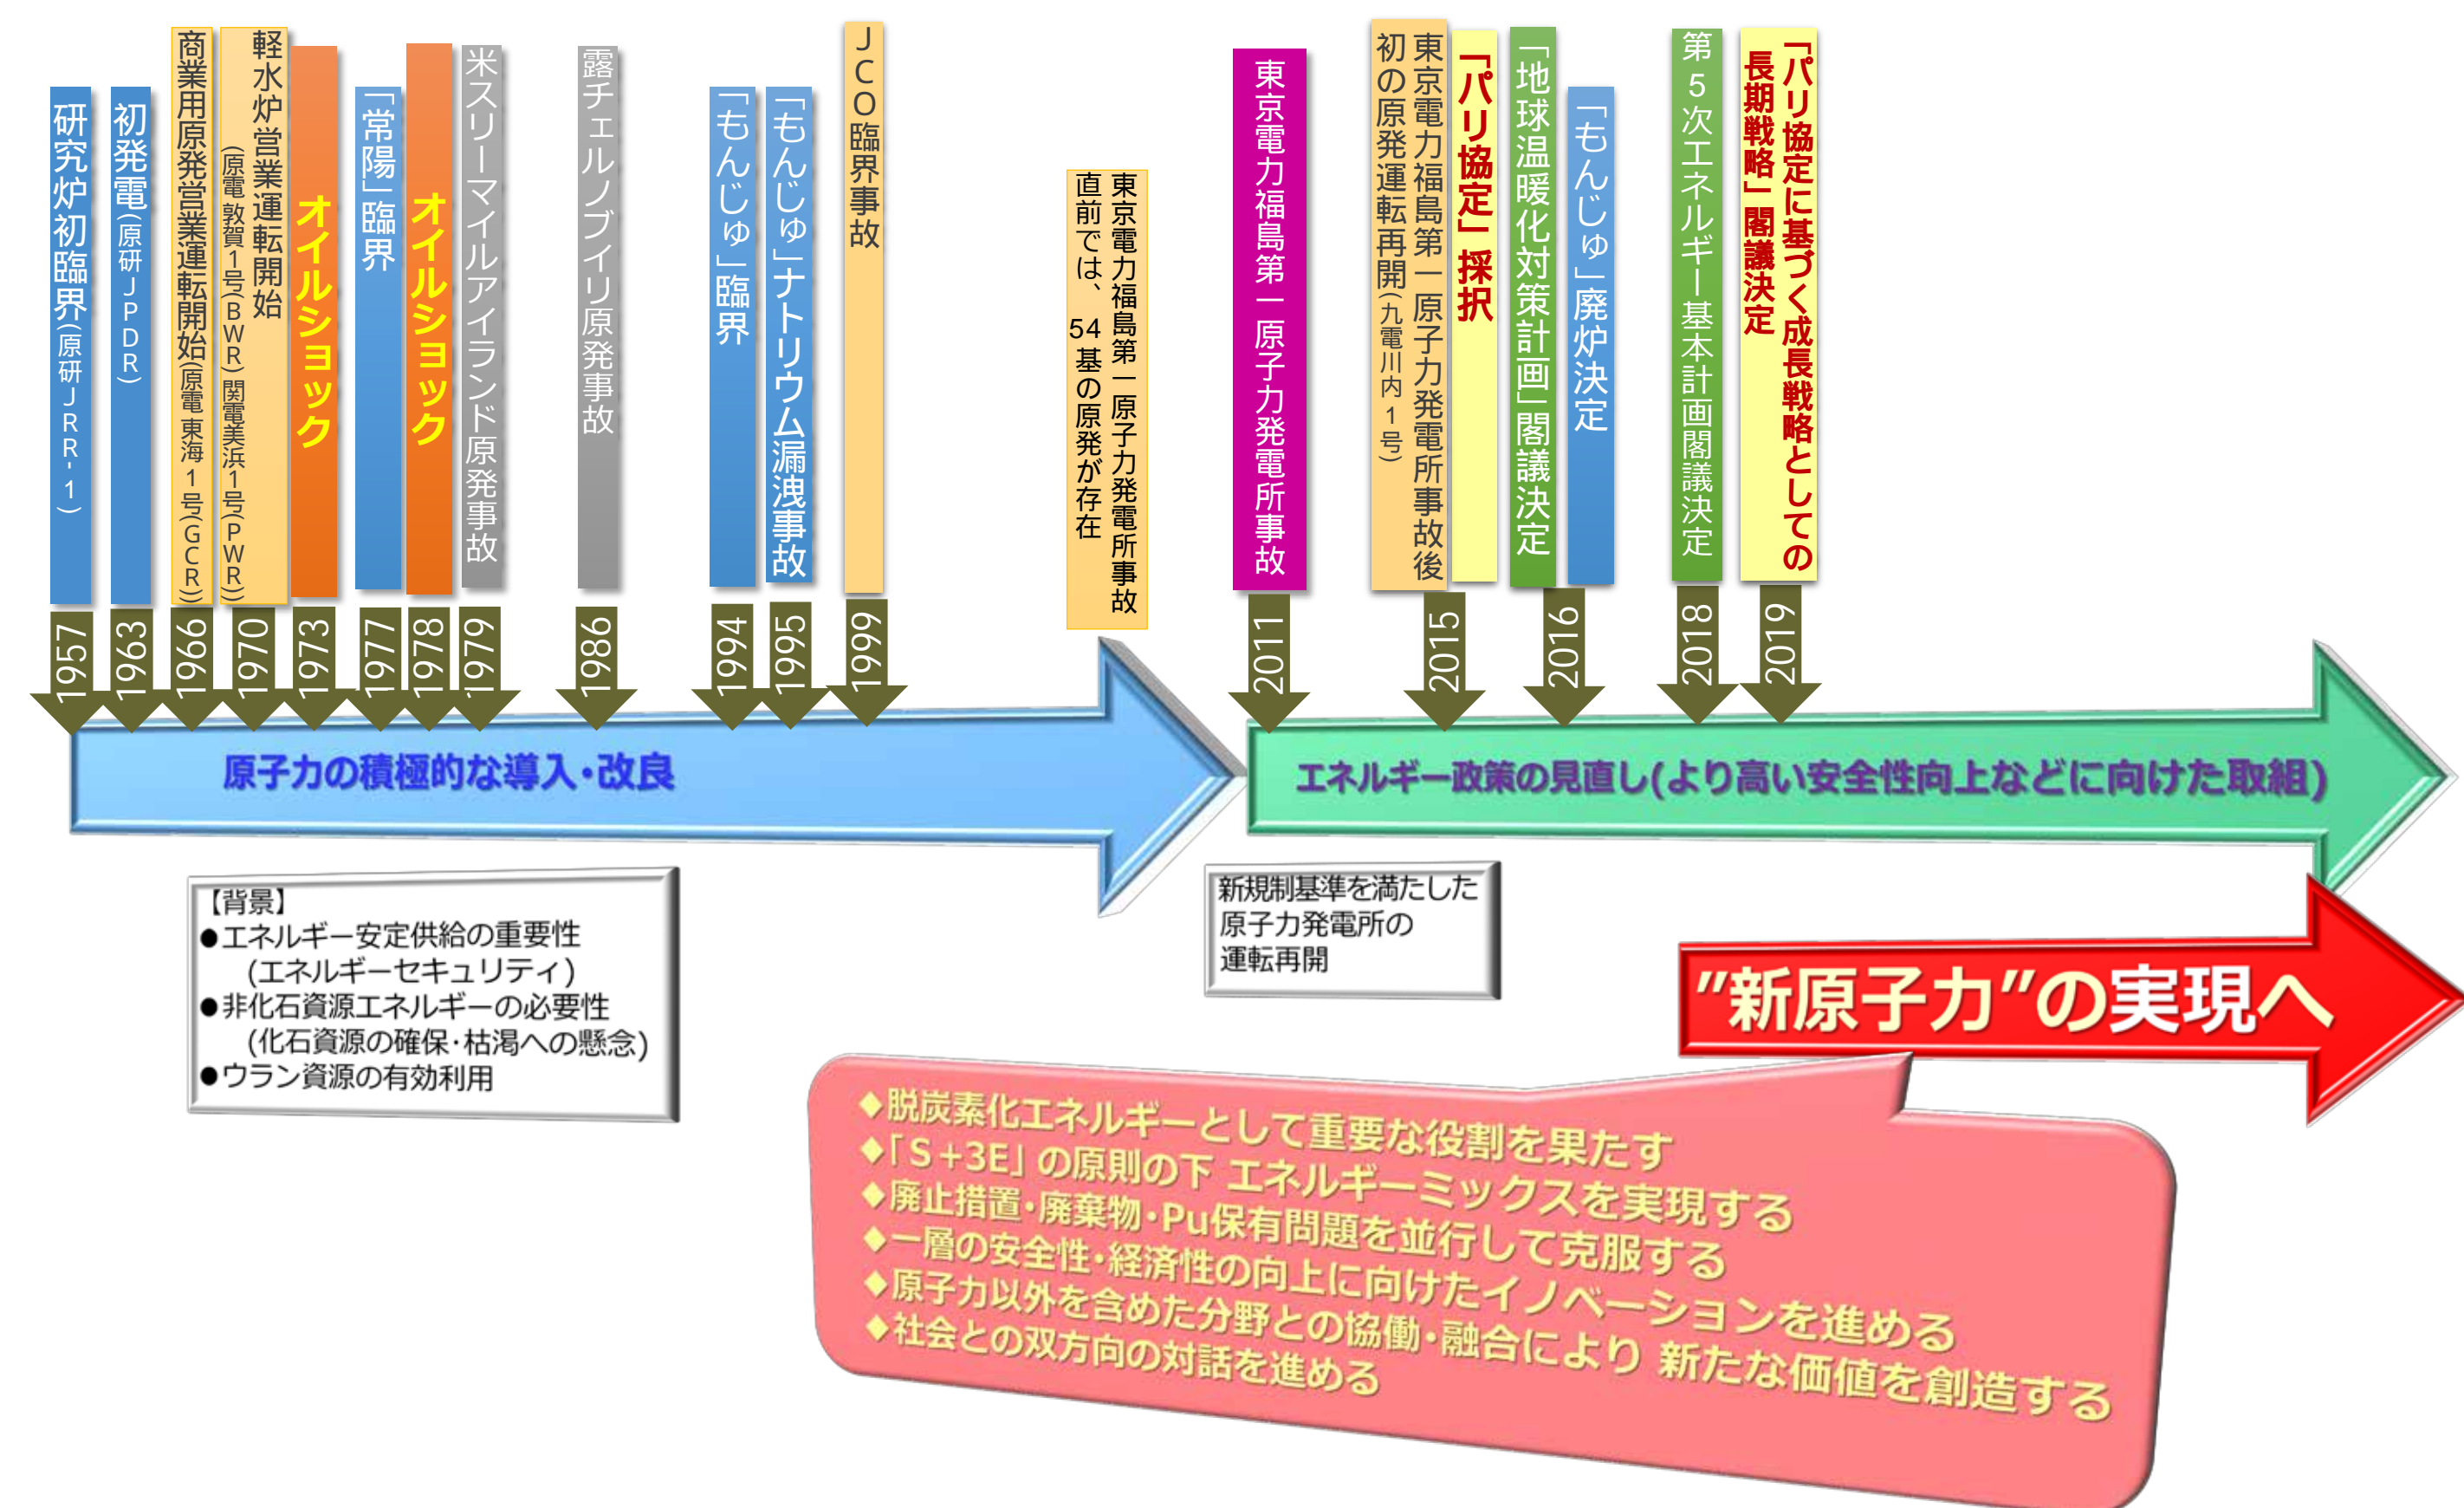 研究炉初臨界(原研JRR-1)
1957
初発電(原研JPDR)
1963
商業用原発営業運転開始(原電 東海1号(GCR))
1966
軽水炉営業運転開始
(原電 敦賀1号(BWR) 関電美浜1号(PWR))
1970
オイルショック
1973
「常陽」臨界
1977
オイルショック
1978
米スリーマイルアイランド原発事故
1979
露チェルノブイリ原発事故
1986
「もんじゅ」臨界
1994
「もんじゅ」ナトリウム漏洩事故
1995
JCO臨界事故
1999
東京電力福島第一原子力発電所事故
直前では、54基の原発が存在
東京電力福島第一原子力発電所事故
2011
東京電力福島第一原子力発電所事故後
初の原発運転再開(九電川内1号)
「パリ協定」採択
2015
「地球温暖化対策計画」閣議決定
「もんじゅ」廃炉決定
2016
第5次エネルギー基本計画閣議決定
2018
「パリ協定に基づく成長戦略としての
長期戦略」閣議決定
2019
原子力の積極的な導入・改良
エネルギー政策の見直し(より高い安全性向上などに向けた取組)
【背景】
●エネルギー安定供給の重要性
(エネルギーセキュリティ)
●非化石資源エネルギーの必要性
(化石資源の確保・枯渇への懸念)
●ウラン資源の有効利用
新規制基準を満たした
原子力発電所の
運転再開
”新原子力”の実現へ
◆脱炭素化エネルギーとして重要な役割を果たす
◆「S+3E」の原則の下 エネルギーミックスを実現する
◆廃止措置・廃棄物・Pu保有問題を並行して克服する
◆一層の安全性・経済性の向上に向けたイノベーションを進める
◆原子力以外を含めた分野との協働・融合により 新たな価値を創造する
◆社会との双方向の対話を進める